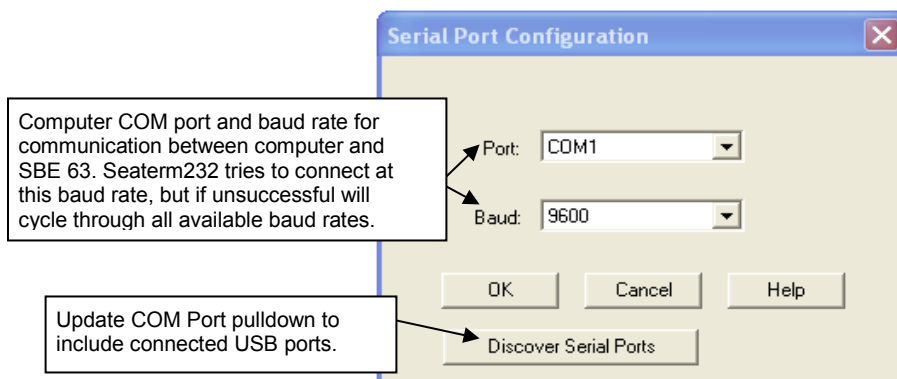 Serial Port Configuration
Computer COM port and baud rate for
communication between computer and
SBE 63. Seaterm232 tries to connect at
this baud rate, but if unsuccessful will
cycle through all available baud rates.
Port: COM1
Baud: 9600
OK Cancel Help
Update COM Port pulldown to
include connected USB ports.
Discover Serial Ports